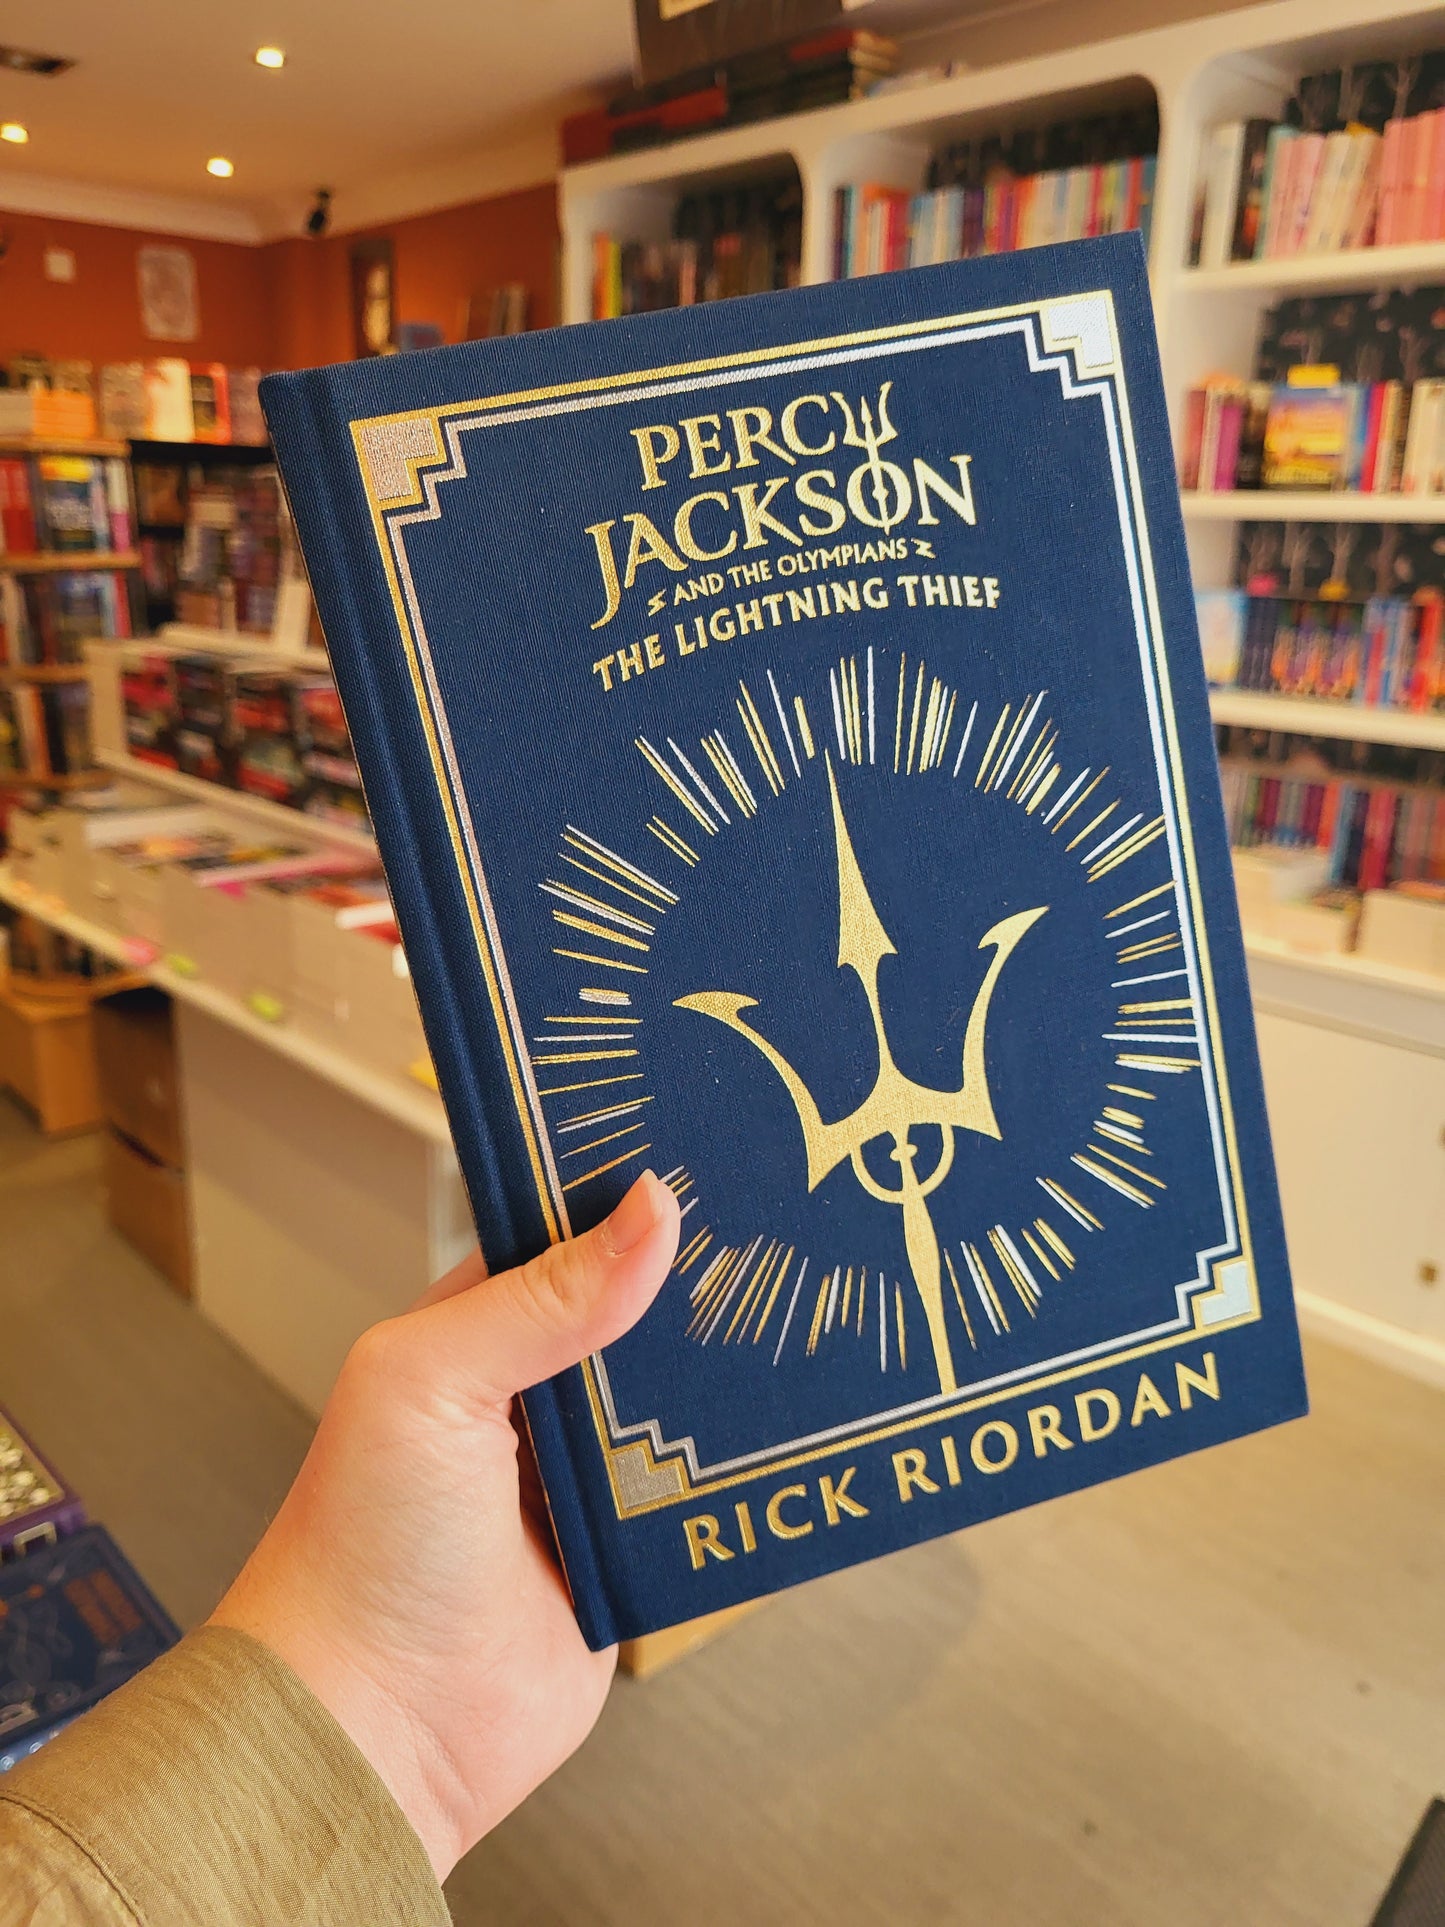 PERCY
JACKSON
AND THE OLYMPIANS
THE LIGHTNING THIEF
RICK RIORDAN